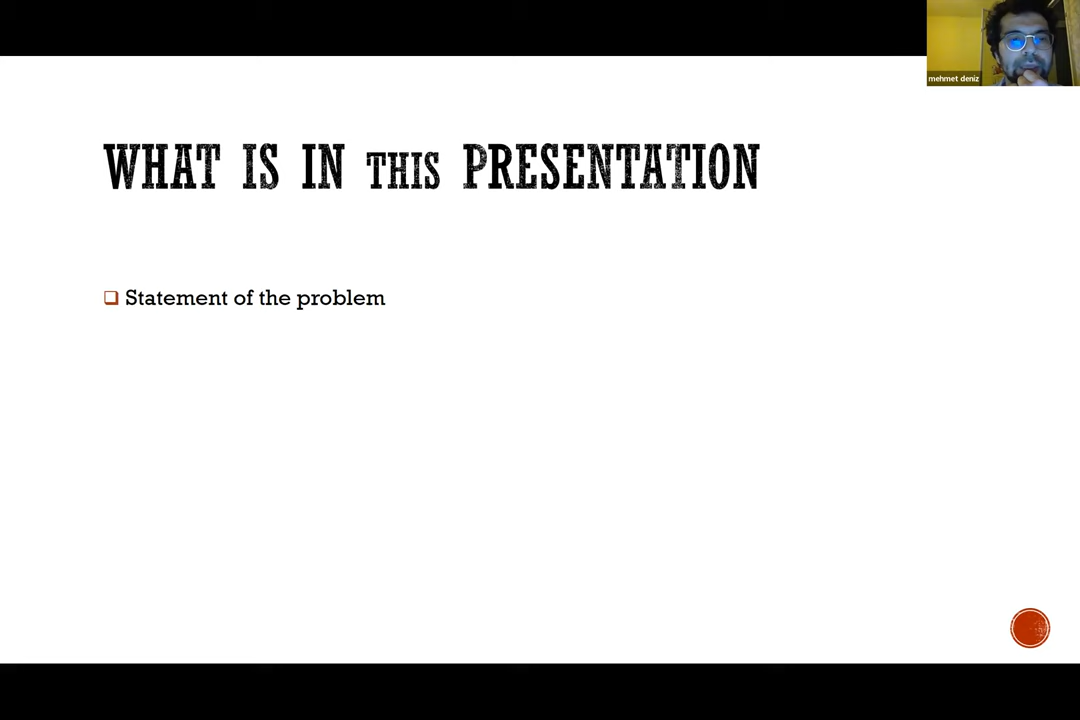 mehmet deniz
WHAT IS IN THIS PRESENTATION
Statement of the problem